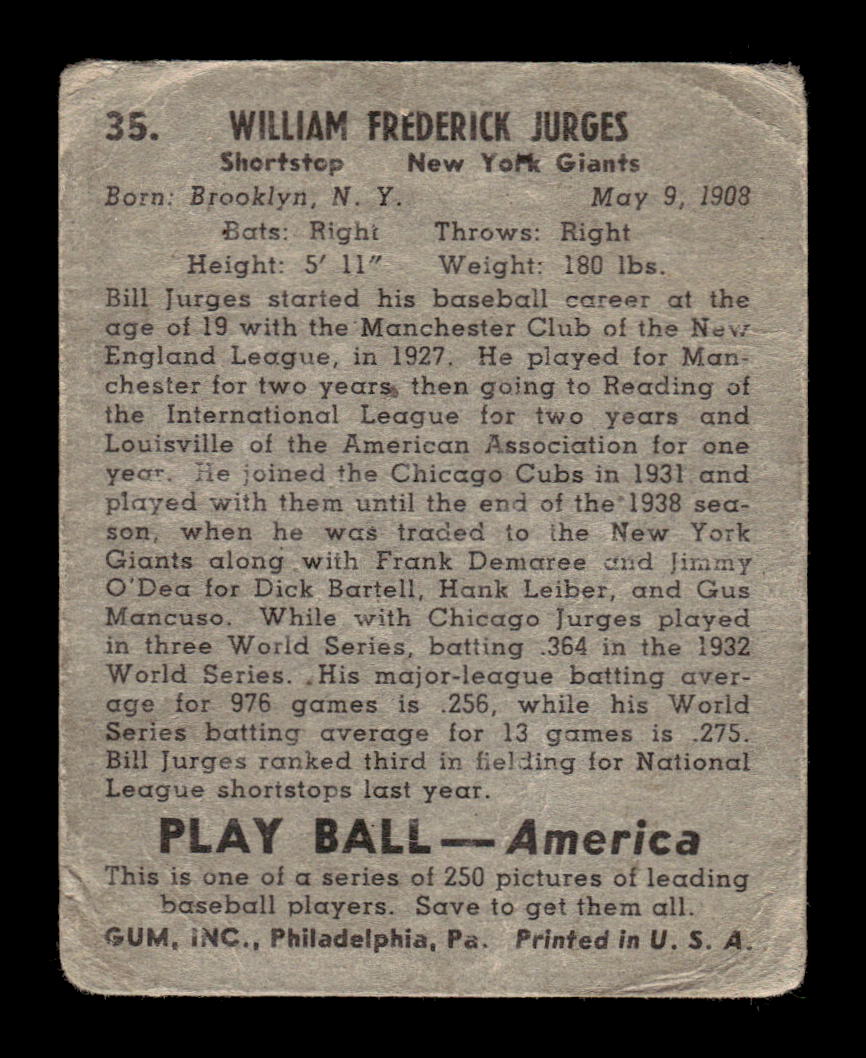 35. WILLIAM FREDERICK JURGES
Shortstop New York Giants
Born: Brooklyn, N. Y. May 9, 1908
Bats: Right Throws: Right
Height: 5' 11" Weight: 180 lbs.
Bill Jurges started his baseball career at the
age of 19 with the Manchester Club of the New
England League, in 1927. He played for Man-
chester for two years, then going to Reading of
the International League for two years and
Louisville of the American Association for one
year. He joined the Chicago Cubs in 1931 and
played with them until the end of the 1938 sea-
son, when he was traded to the New York
Giants along with Frank Demaree and Jimmy
O'Dea for Dick Bartell, Hank Leiber, and Gus
Mancuso. While with Chicago Jurges played
in three World Series, batting .364 in the 1932
World Series. His major-league batting aver-
age for 976 games is .256, while his World
Series batting average for 13 games is .275.
Bill Jurges ranked third in fielding for National
League shortstops last year.
PLAY BALL — America
This is one of a series of 250 pictures of leading
baseball players. Save to get them all.
GUM, INC., Philadelphia, Pa. Printed in U. S. A.